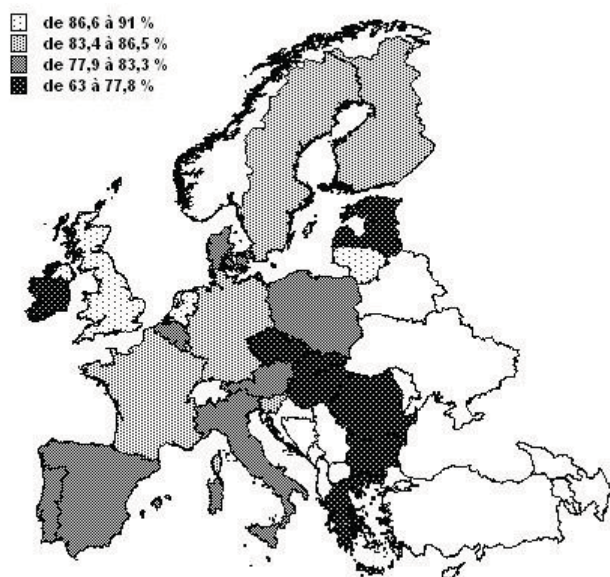 de 86,6 à 91 %
de 83,4 à 86,5 %
de 77,9 à 83,3 %
de 63 à 77,8 %